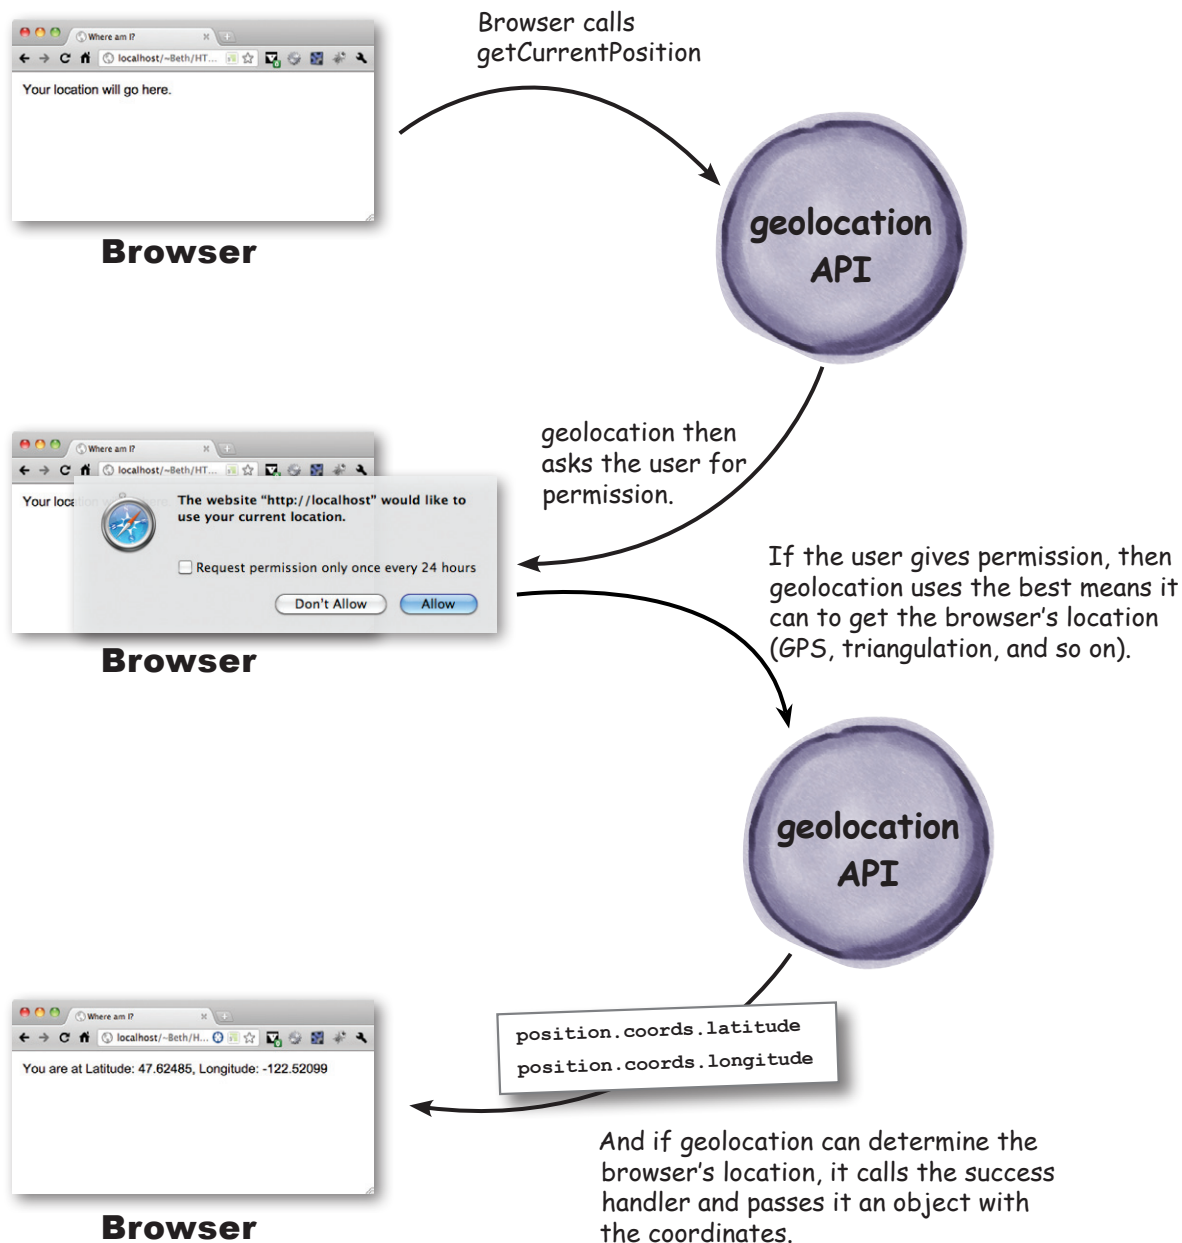 Browser calls
getCurrentPosition
Where am I?
localhost/~Beth/HT...
Your location will go here.
Browser
geolocation
API
geolocation then
asks the user for
permission.
Where am I?
localhost/~Beth/HT...
Your loca
The website "http://localhost" would like to
use your current location.
Request permission only once every 24 hours
Don't Allow
Allow
Browser
If the user gives permission, then
geolocation uses the best means it
can to get the browser's location
(GPS, triangulation, and so on).
geolocation
API
position.coords.latitude
position.coords.longitude
Where am I?
localhost/~Beth/H...
You are at Latitude: 47.62485, Longitude: -122.52099
Browser
And if geolocation can determine the
browser's location, it calls the success
handler and passes it an object with
the coordinates.